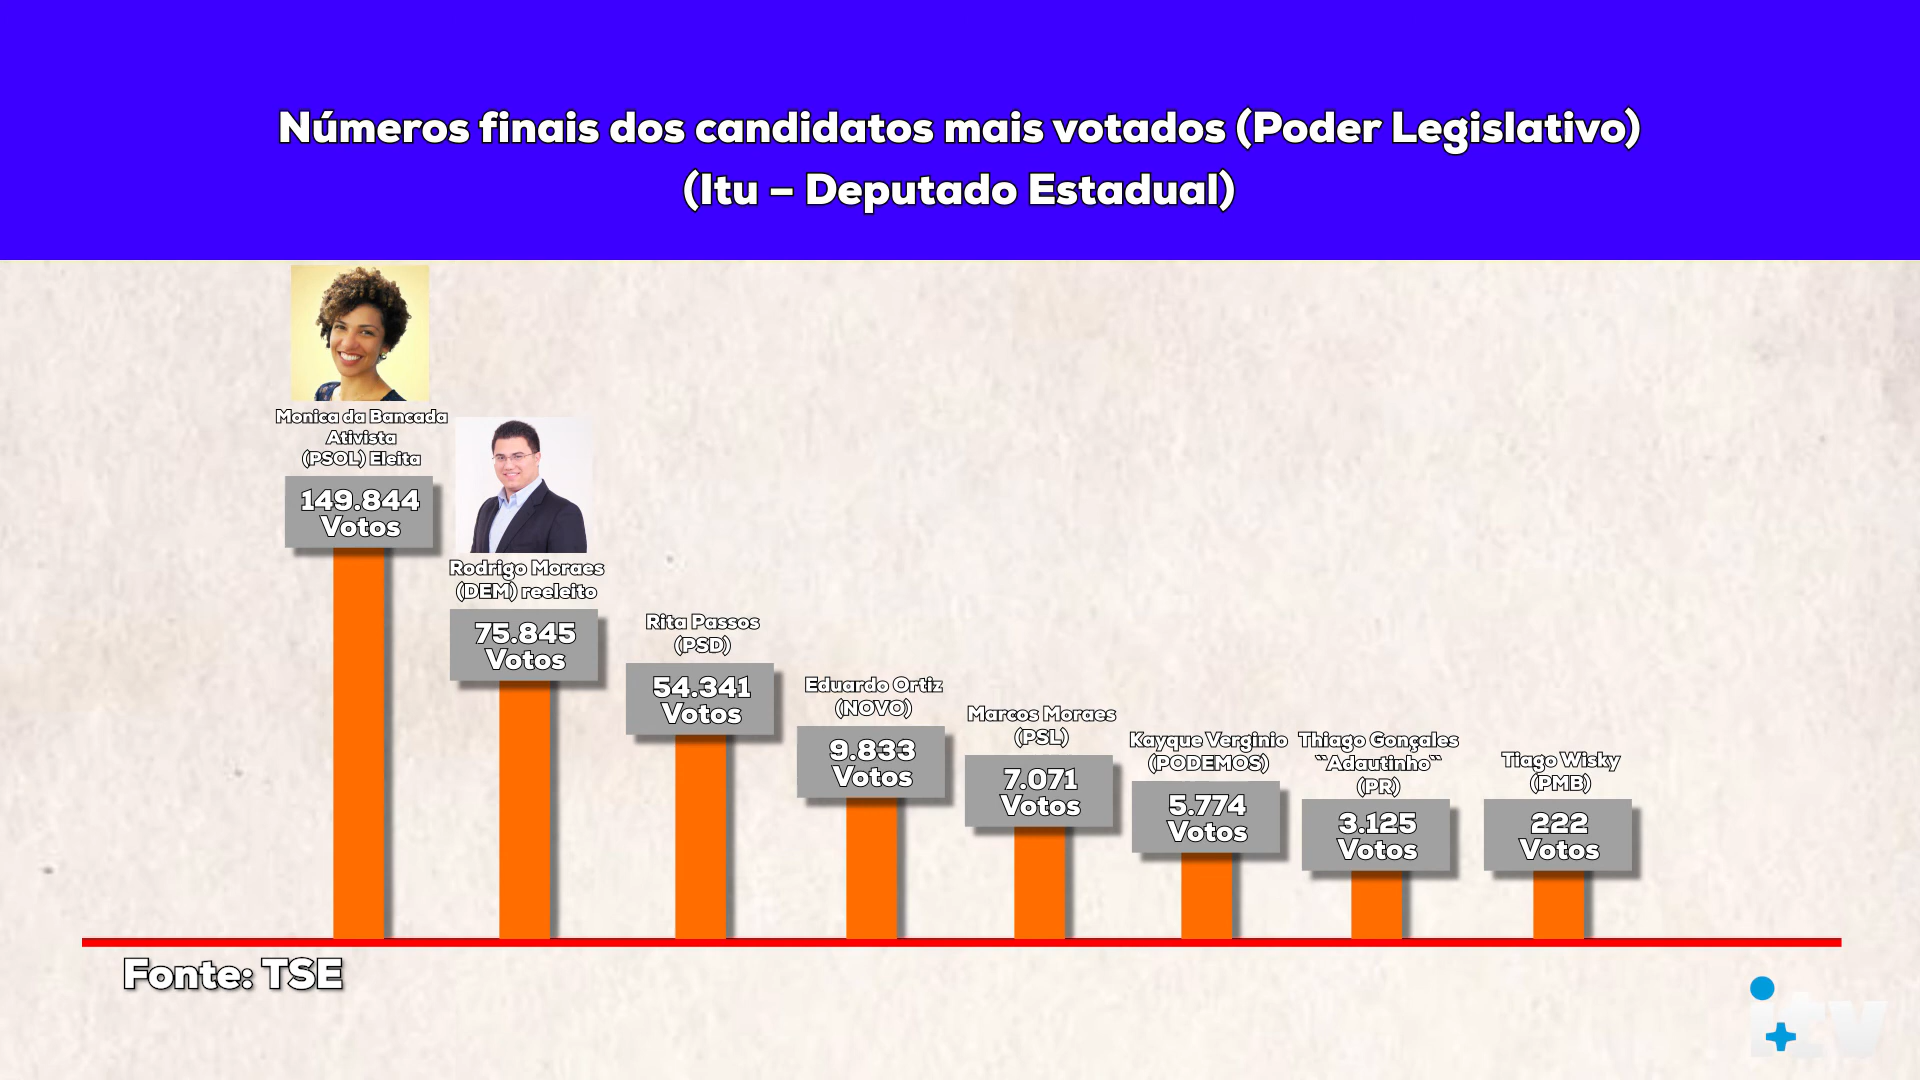 Números finais dos candidatos mais votados (Poder Legislativo)
(Itu – Deputado Estadual)
Monica da Bancada
Ativista
(PSOL) Eleita
149.844
Votos
Rodrigo Moraes
(DEM) reeleito
75.845
Votos
Rita Passos
(PSD)
54.341
Votos
Eduardo Ortiz
(NOVO)
9.833
Votos
Marcos Moraes
(PSL)
7.071
Votos
Kayque Verginio
(PODEMOS)
5.774
Votos
Thiago Gonçales
``Adautinho``
(PR)
3.125
Votos
Tiago Wisky
(PMB)
222
Votos
Fonte: TSE
itv